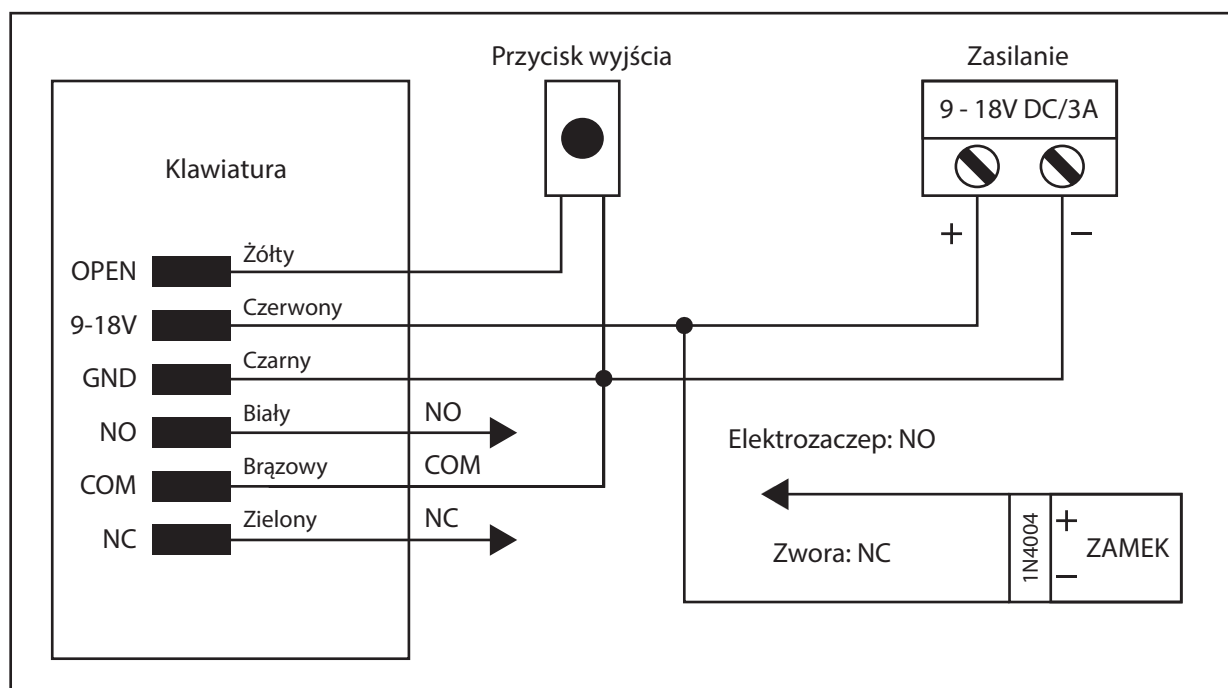 Przycisk wyjścia
Zasilanie
9 - 18V DC/3A
Klawiatura
+
−
OPEN
Żółty
9-18V
Czerwony
GND
Czarny
NO
Biały
NO
COM
Brązowy
COM
NC
Zielony
NC
Elektrozaczep: NO
Zwora: NC
1N4004
+
−
ZAMEK